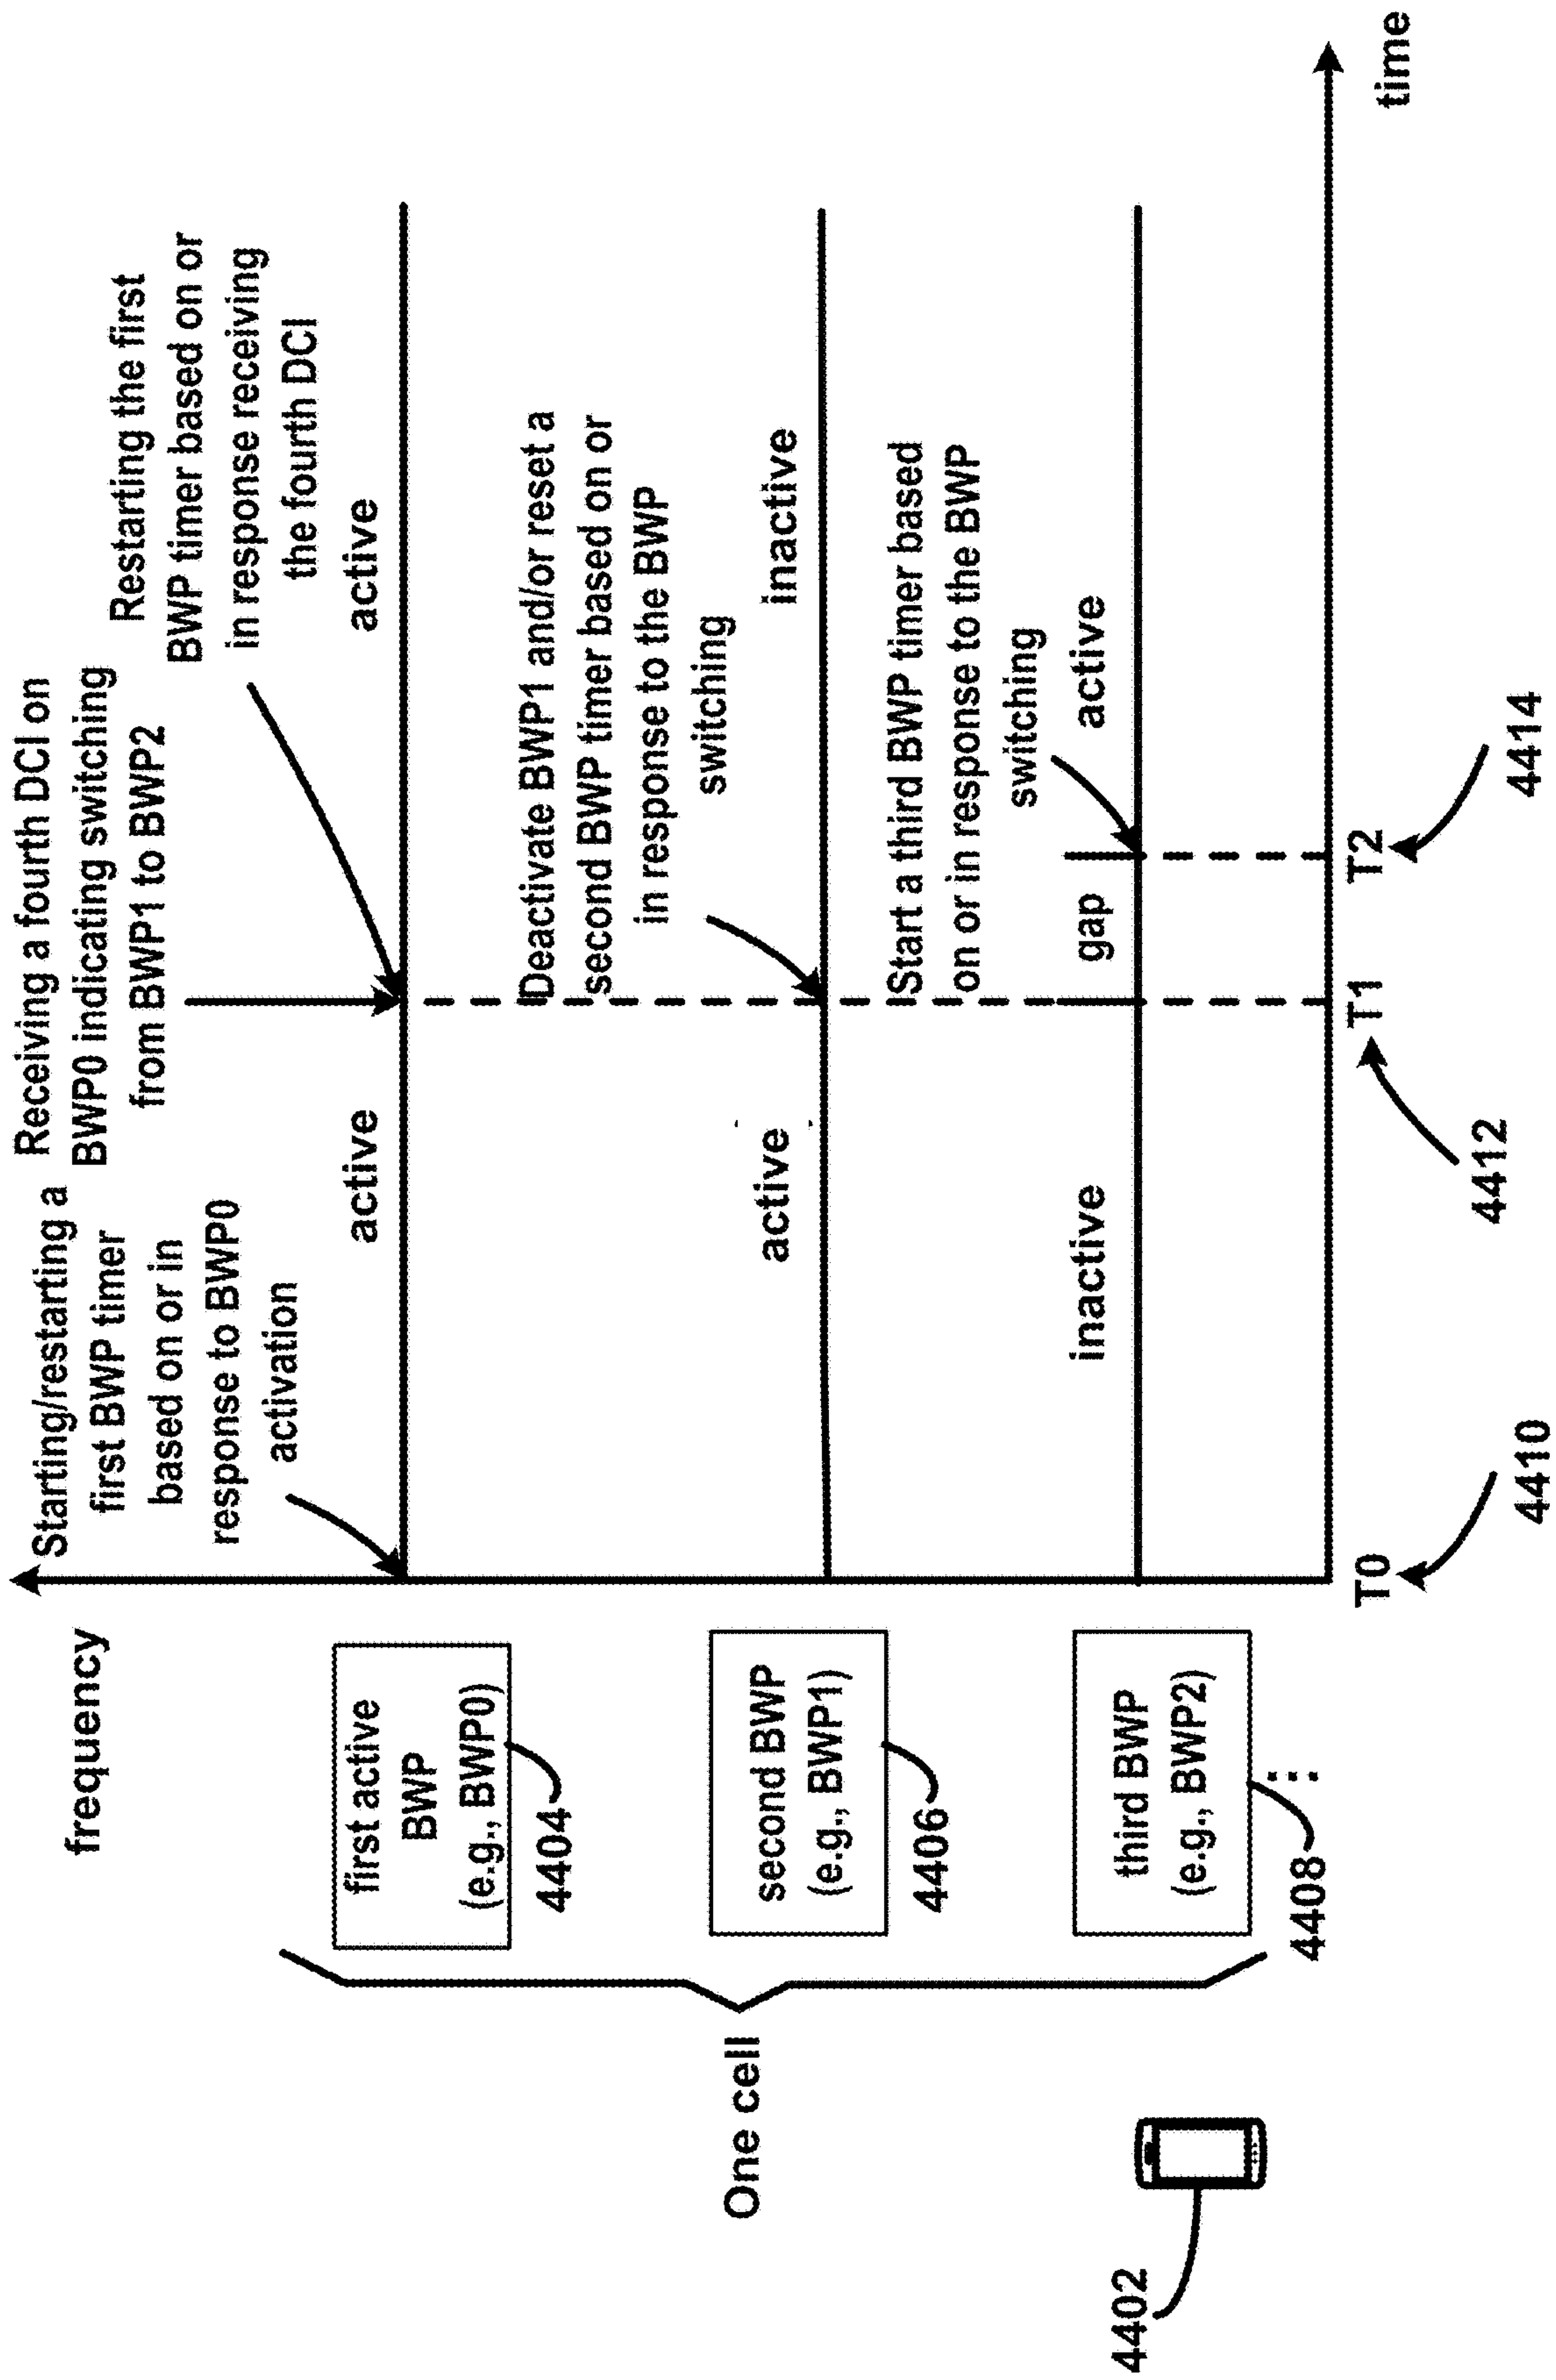 frequency
Starting/restarting a
first BWP timer
based on or in
response to BWP0
activation
Receiving a fourth DCI on
BWP0 indicating switching
from BWP1 to BWP2
Restarting the first
BWP timer based on or
in response receiving
the fourth DCI
first active
BWP
(e.g., BWP0)
4404
active
active
One cell
second BWP
(e.g., BWP1)
4406
active
Deactivate BWP1 and/or reset a
second BWP timer based on or
in response to the BWP
switching
inactive
third BWP
(e.g., BWP2)
4408
inactive
gap
Start a third BWP timer based
on or in response to the BWP
switching
active
4402
T0
T1
T2
time
4410
4412
4414